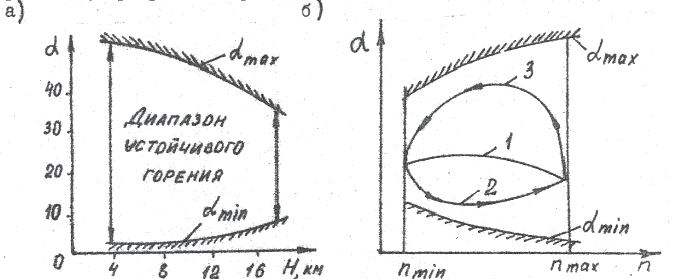 а)
α
40
30
20
10
0
αmax
ДИАПАЗОН
УСТОЙЧИВОГО
ГОРЕНИЯ
αmin
4 8 12 16 Н, км
б)
α
αmax
3
1
2
αmin
nmin nmax n